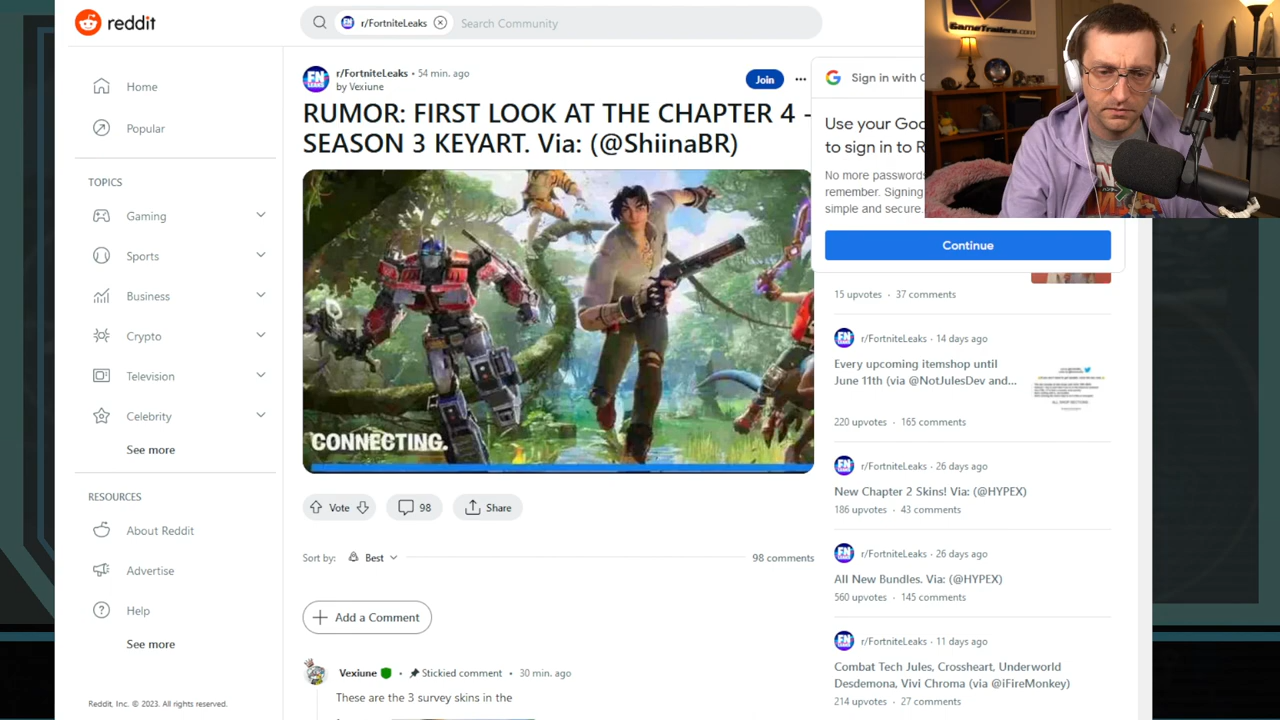 reddit
r/FortniteLeaks
Search Community
GameTrailers.com
Home
Popular
TOPICS
Gaming
Sports
Business
Crypto
Television
Celebrity
See more
RESOURCES
About Reddit
Advertise
Help
See more
Reddit, Inc. © 2023. All rights reserved.
FN
LEAKS
r/FortniteLeaks • 54 min. ago
by Vexiune
Join
RUMOR: FIRST LOOK AT THE CHAPTER 4 -
SEASON 3 KEYART. Via: (@ShiinaBR)
CONNECTING.
Vote
98
Share
Sort by:
Best
98 comments
Add a Comment
Vexiune
• Stickied comment • 30 min. ago
These are the 3 survey skins in the
Sign in with G
Use your Goo
to sign in to R
No more passwords
remember. Signing
simple and secure.
Continue
15 upvotes • 37 comments
r/FortniteLeaks • 14 days ago
Every upcoming itemshop until
June 11th (via @NotJulesDev and...
220 upvotes • 165 comments
r/FortniteLeaks • 26 days ago
New Chapter 2 Skins! Via: (@HYPEX)
186 upvotes • 43 comments
r/FortniteLeaks • 26 days ago
All New Bundles. Via: (@HYPEX)
560 upvotes • 145 comments
r/FortniteLeaks • 11 days ago
Combat Tech Jules, Crossheart, Underworld
Desdemona, Vivi Chroma (via @iFireMonkey)
214 upvotes • 27 comments